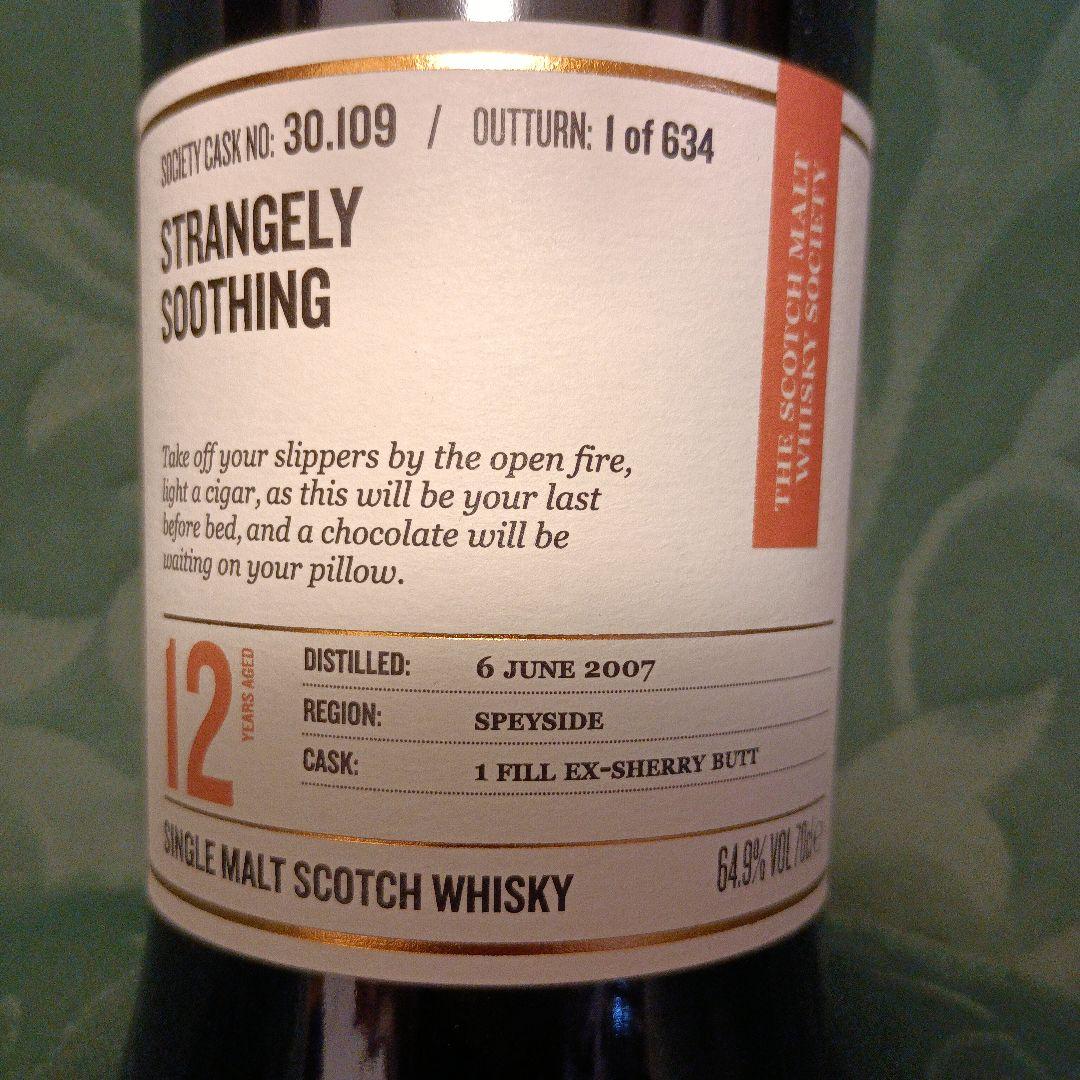 SOCIETY CASK NO: 30.109 / OUTTURN: 1 of 634
STRANGELY
SOOTHING
THE SCOTCH MALT
WHISKY SOCIETY
Take off your slippers by the open fire,
light a cigar, as this will be your last
before bed, and a chocolate will be
waiting on your pillow.
12 YEARS AGED
DISTILLED: 6 JUNE 2007
REGION: SPEYSIDE
CASK: 1 FILL EX-SHERRY BUTT
SINGLE MALT SCOTCH WHISKY 64.9% VOL 70cl e